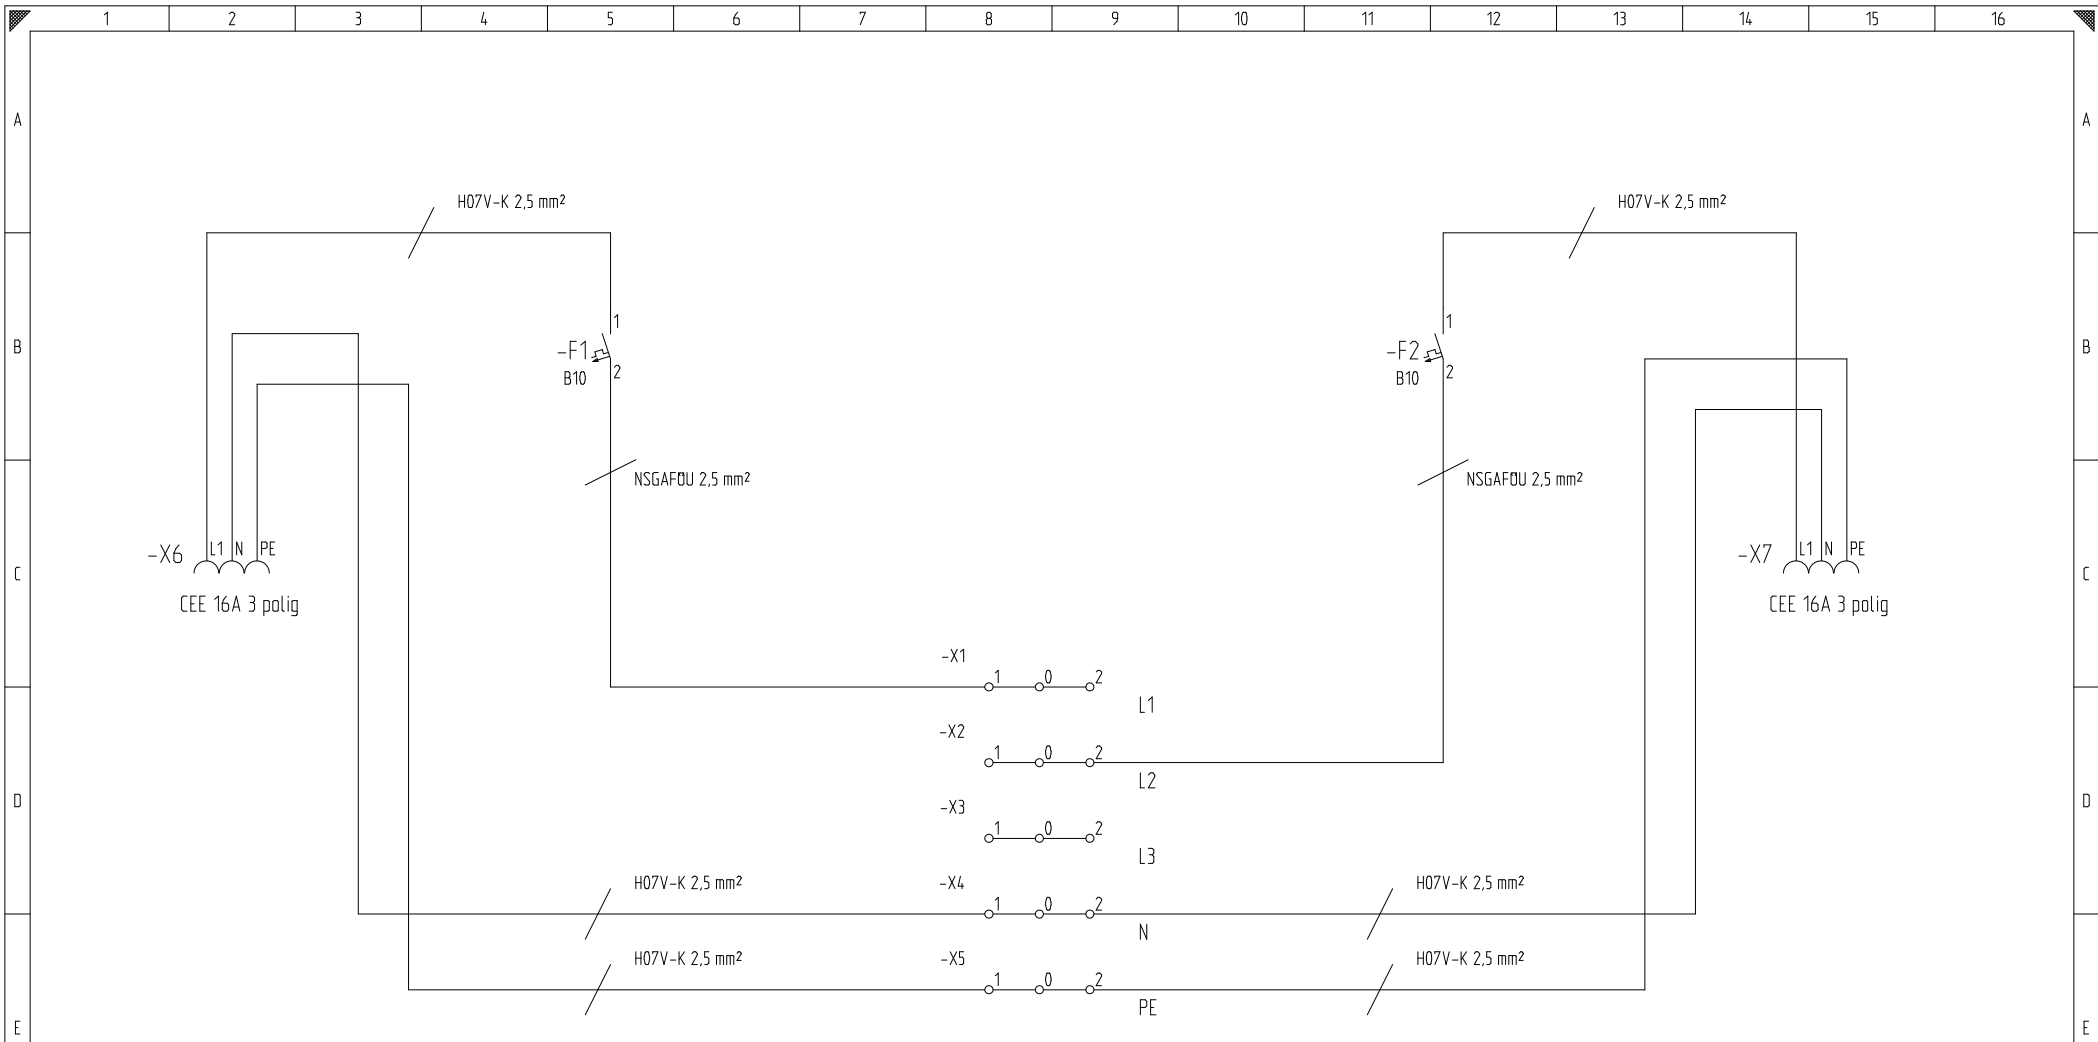 1 2 3 4 5 6 7 8 9 10 11 12 13 14 15 16
A A
H07V-K 2,5 mm² H07V-K 2,5 mm²
1 1
B -F1 -F2 B
B10 2 B10 2
NSGAFÖU 2,5 mm² NSGAFÖU 2,5 mm²
-X6 L1 N PE -X7 L1 N PE
C C
CEE 16A 3 polig CEE 16A 3 polig
-X1
1 0 2
L1
-X2
1 0 2
L2
D D
-X3
1 0 2
L3
H07V-K 2,5 mm² -X4 H07V-K 2,5 mm²
1 0 2
N
H07V-K 2,5 mm² -X5 H07V-K 2,5 mm²
1 0 2
PE
E E